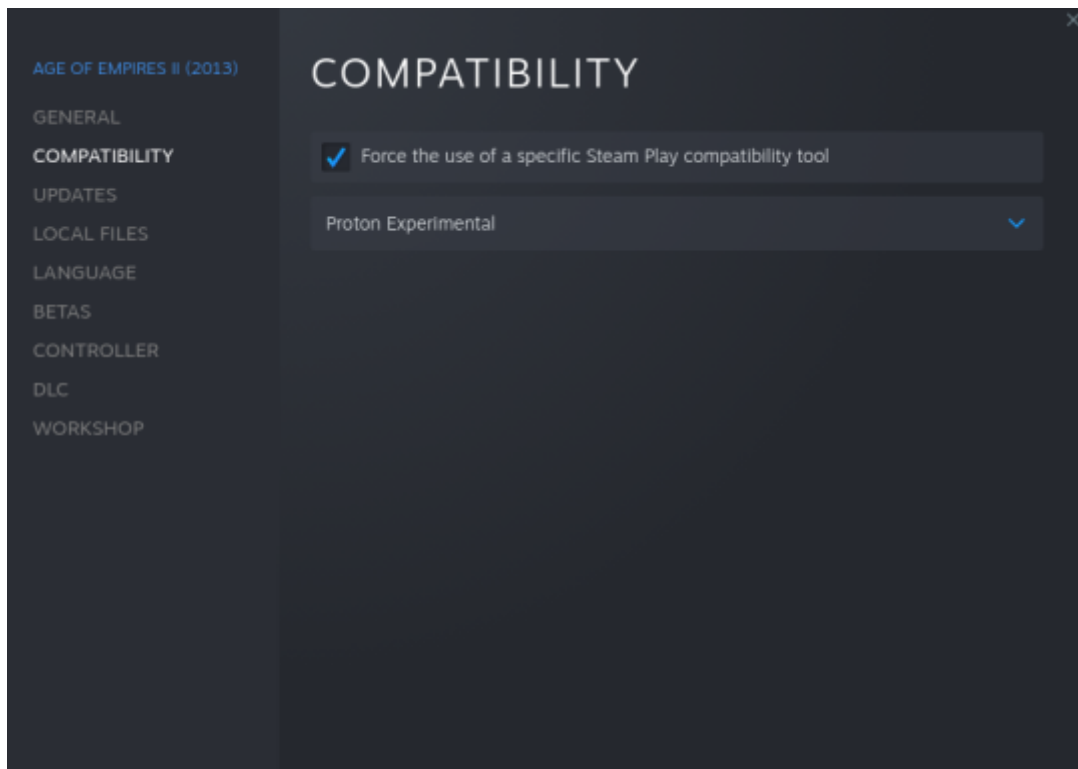 AGE OF EMPIRES II (2013)
GENERAL
COMPATIBILITY
UPDATES
LOCAL FILES
LANGUAGE
BETAS
CONTROLLER
DLC
WORKSHOP
COMPATIBILITY
Force the use of a specific Steam Play compatibility tool
Proton Experimental